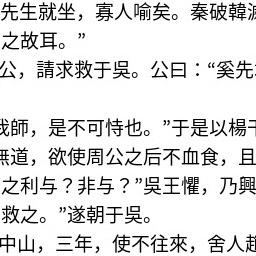 先生就坐，寡人喻矣。秦破韓滅
之故耳。”
公，請求救于吳。公曰：“奚先
我師，是不可恃也。”于是以楊干
無道，欲使周公之后不血食，且
之利与？非与？”吳王懼，乃興
救之。”遂朝于吳。
中山，三年，使不往來，舍人趙